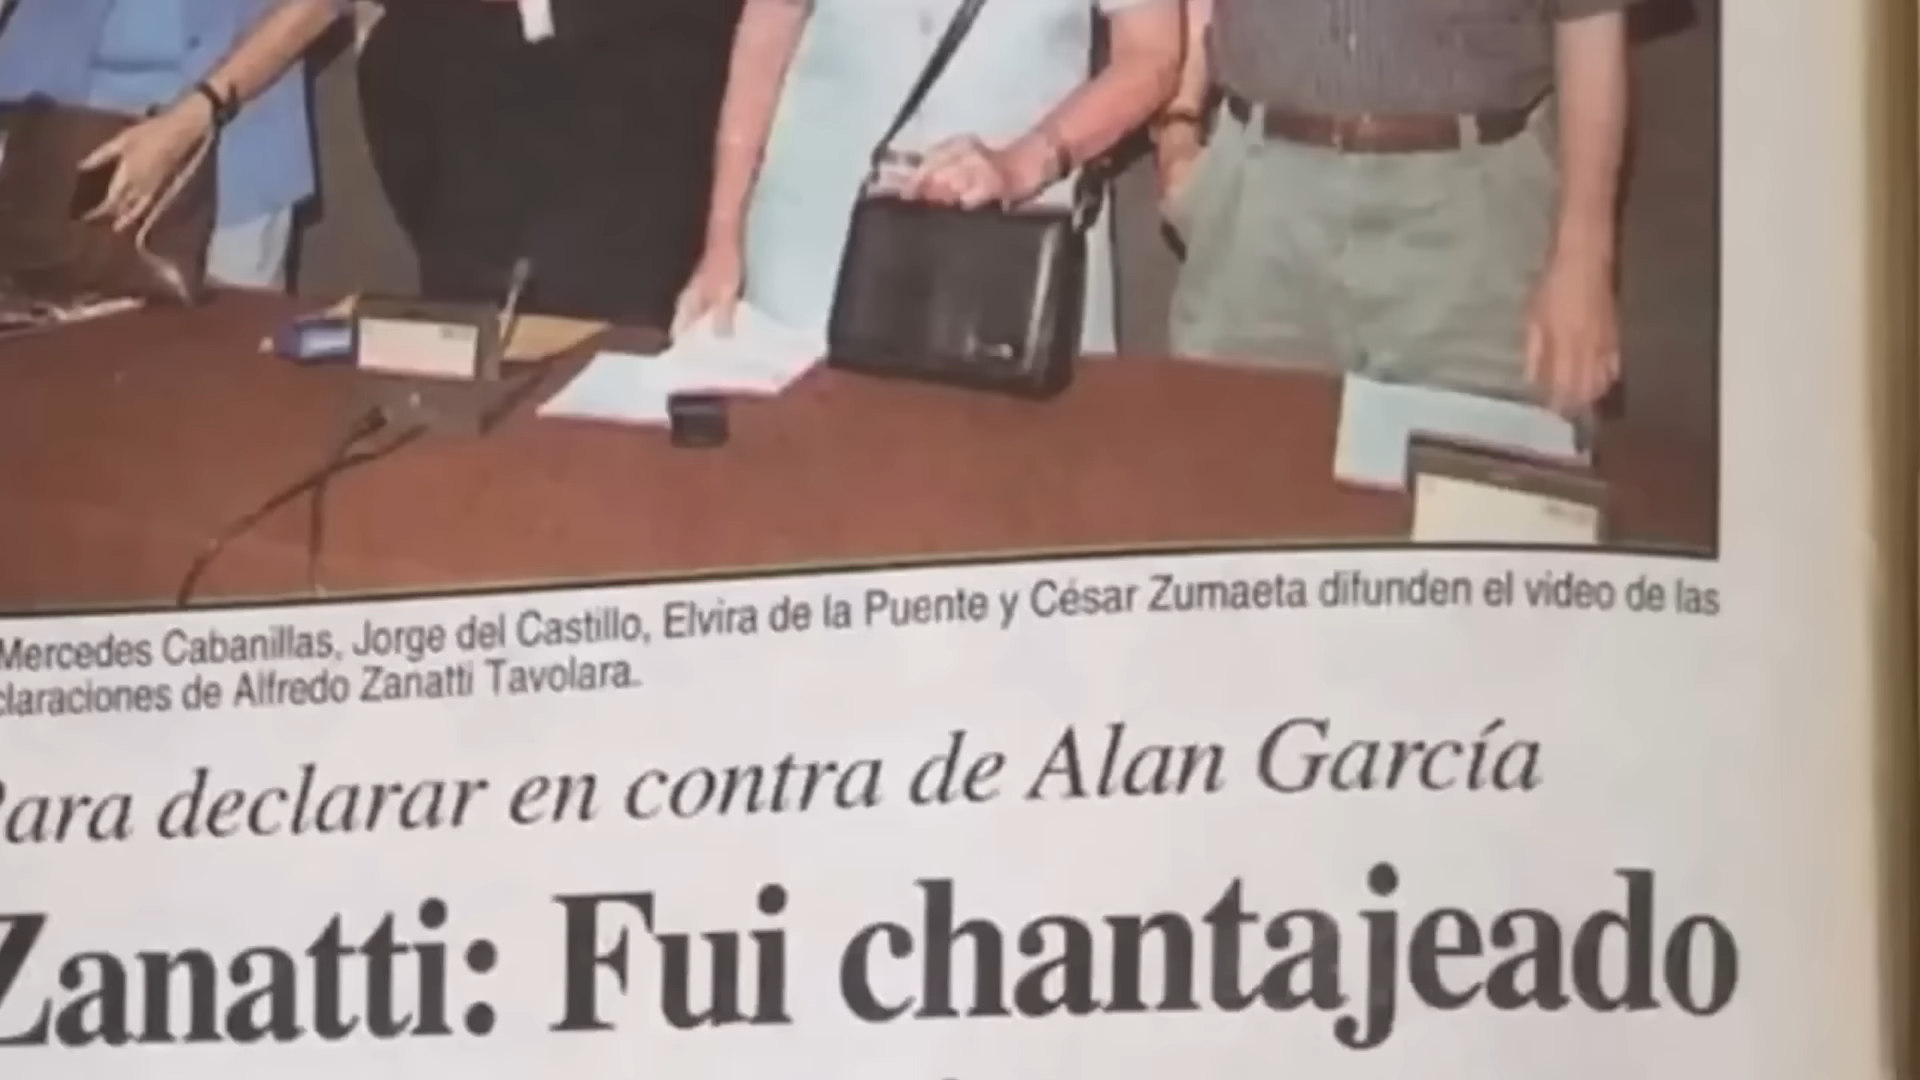 Mercedes Cabanillas, Jorge del Castillo, Elvira de la Puente y César Zumaeta difunden el video de las
claraciones de Alfredo Zanatti Tavolara.
Para declarar en contra de Alan García
Zanatti: Fui chantajeado